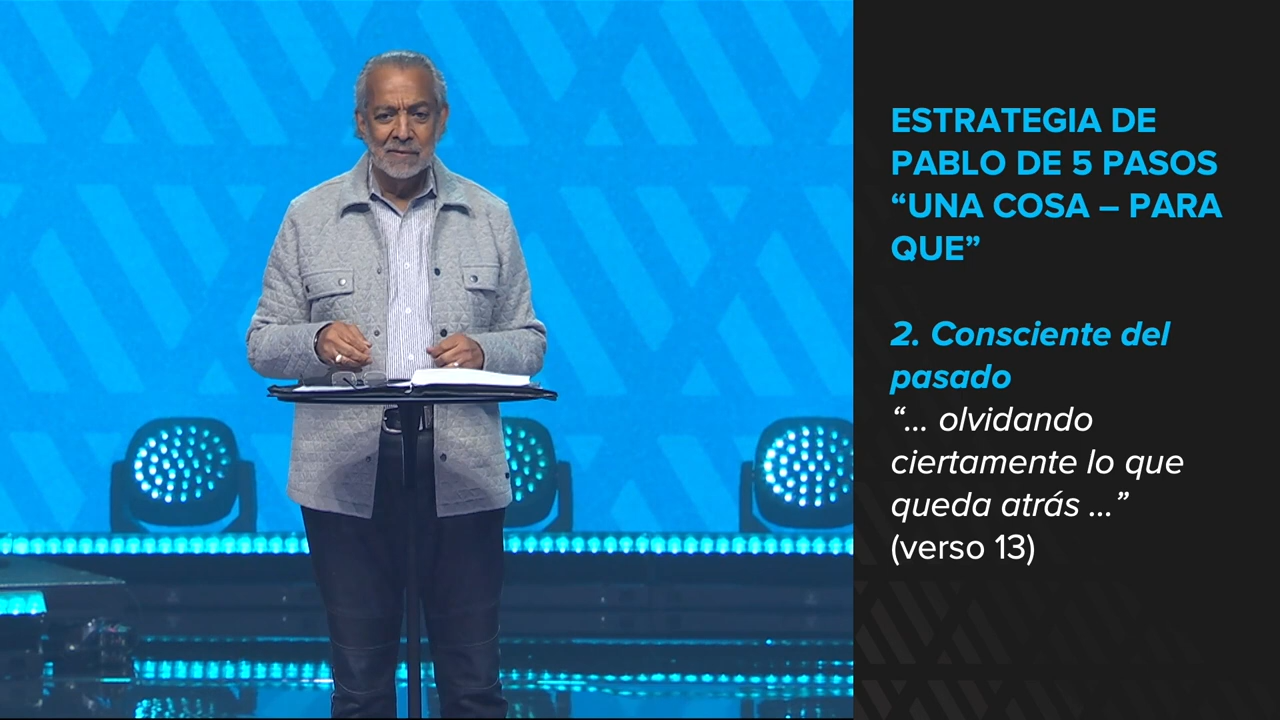 ESTRATEGIA DE
PABLO DE 5 PASOS
“UNA COSA – PARA
QUE”
2. Consciente del
pasado
“... olvidando
ciertamente lo que
queda atrás ...”
(verso 13)